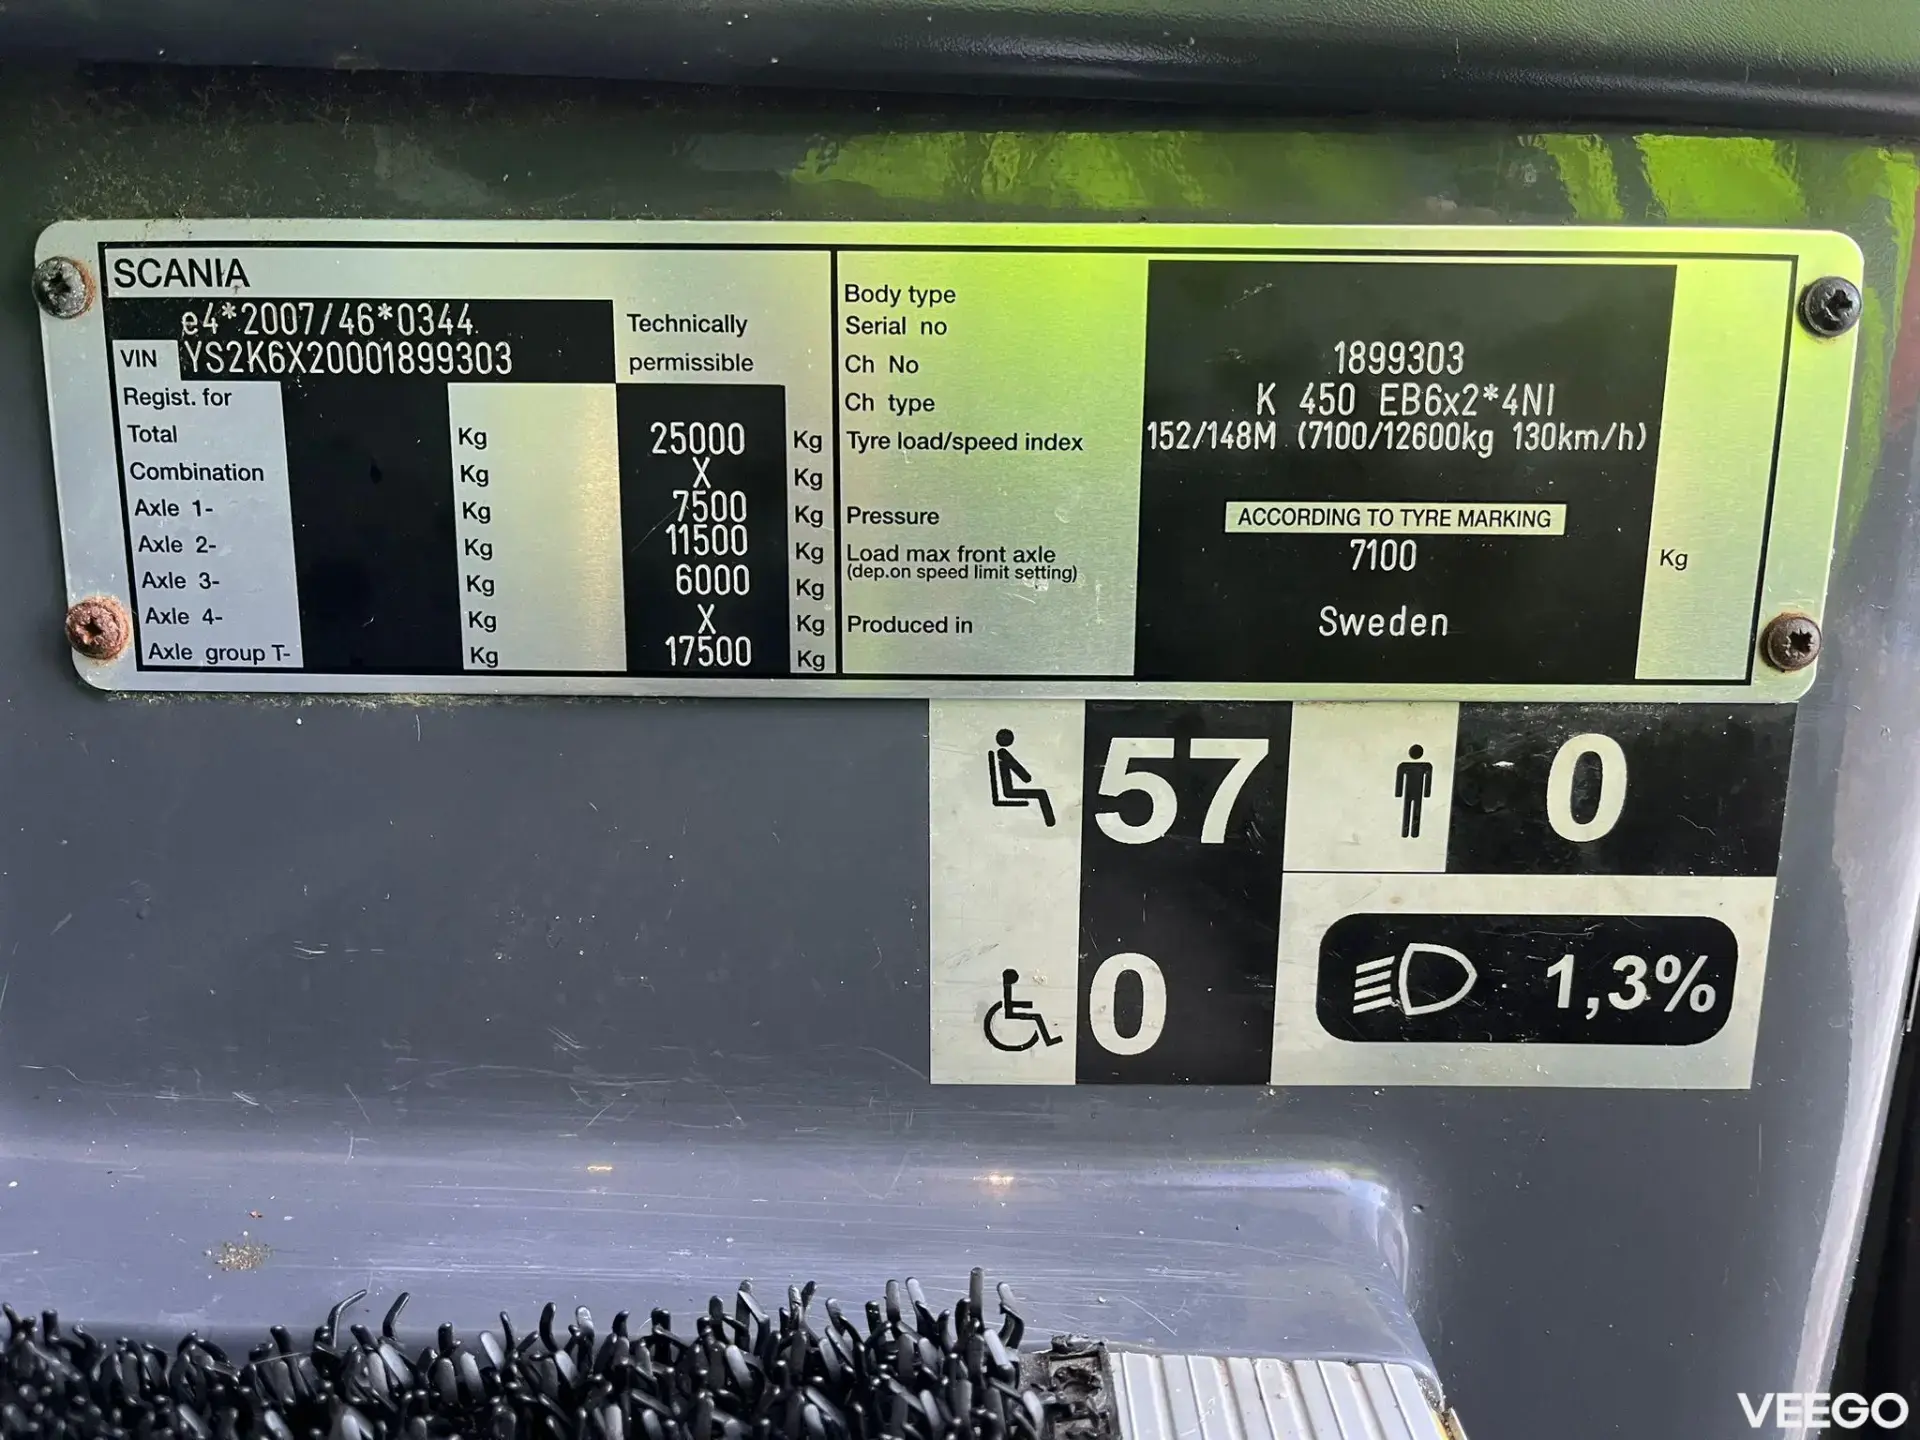 SCANIA
e4*2007/46*0344
VIN YS2K6X20001899303
Technically
permissible
Regist. for
Total Kg 25000 Kg
Combination Kg X Kg
Axle 1- Kg 7500 Kg
Axle 2- Kg 11500 Kg
Axle 3- Kg 6000 Kg
Axle 4- Kg X Kg
Axle group T- Kg 17500 Kg
Body type
Serial no
Ch No 1899303
Ch type K 450 EB6x2*4NI
Tyre load/speed index 152/148M (7100/12600kg 130km/h)
Pressure ACCORDING TO TYRE MARKING
Load max front axle 7100 Kg
(dep.on speed limit setting)
Produced in Sweden
57 0
0 1,3%
VEEGO